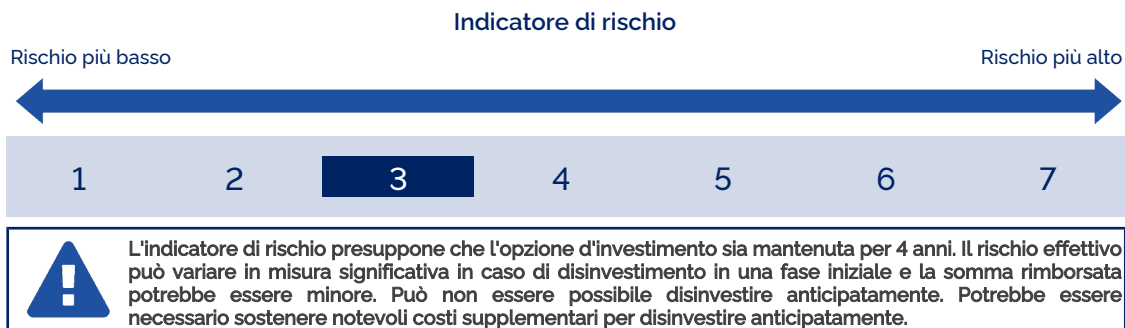 Indicatore di rischio
Rischio più basso
Rischio più alto
1 2 3 4 5 6 7
L'indicatore di rischio presuppone che l'opzione d'investimento sia mantenuta per 4 anni. Il rischio effettivo
può variare in misura significativa in caso di disinvestimento in una fase iniziale e la somma rimborsata
potrebbe essere minore. Può non essere possibile disinvestire anticipatamente. Potrebbe essere
necessario sostenere notevoli costi supplementari per disinvestire anticipatamente.